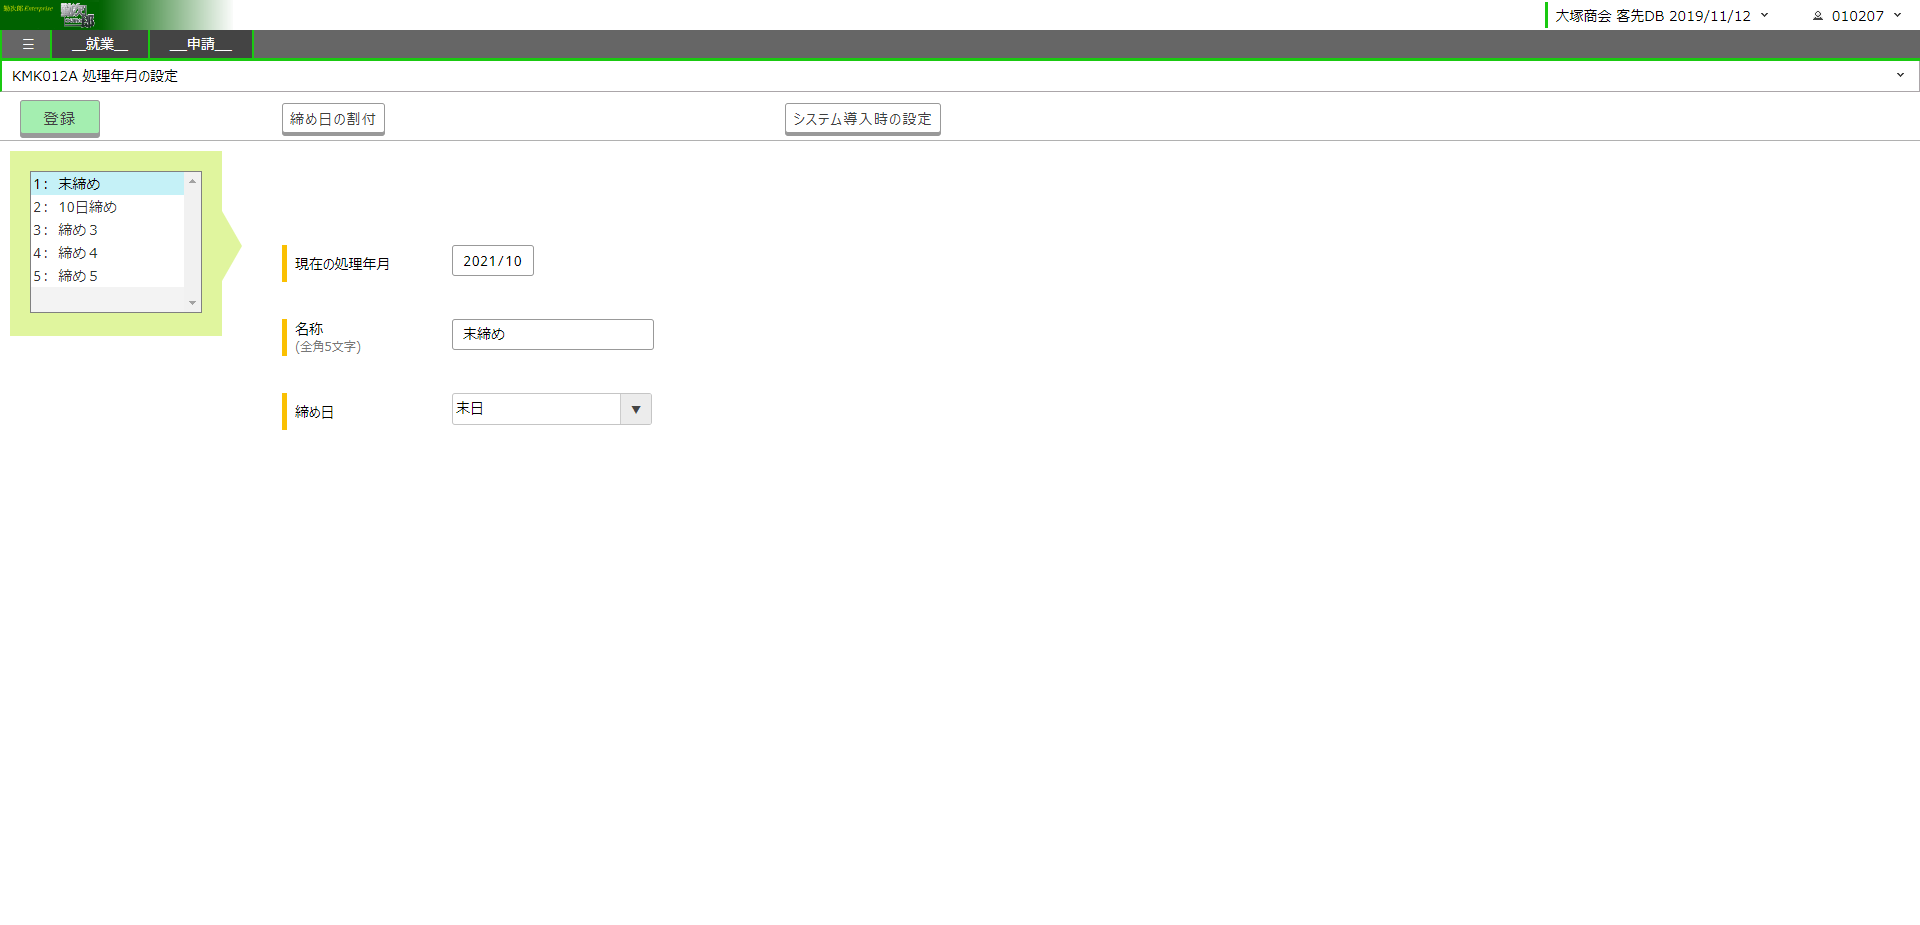 勤次郎Enterprise
大塚商会 客先DB 2019/11/12
010207
__就業__
__申請__
KMK012A 処理年月の設定
登録
締め日の割付
システム導入時の設定
1: 末締め
2: 10日締め
3: 締め３
4: 締め４
5: 締め５
現在の処理年月
2021/10
名称
(全角5文字)
末締め
締め日
末日